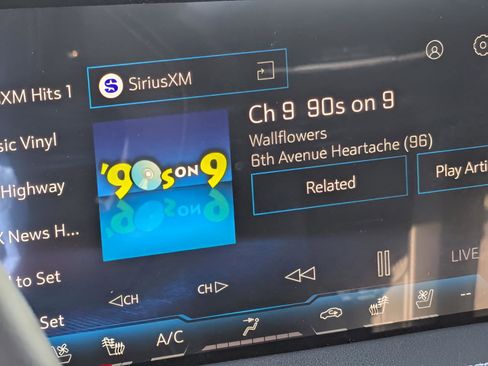 XM Hits 1
SiriusXM
sic Vinyl
Highway
X News H...
to Set
Set
Ch 9 90s on 9
Wallflowers
6th Avenue Heartache (96)
Related
Play Arti
'90s ON 9
CH
CH
LIVE
A/C
--